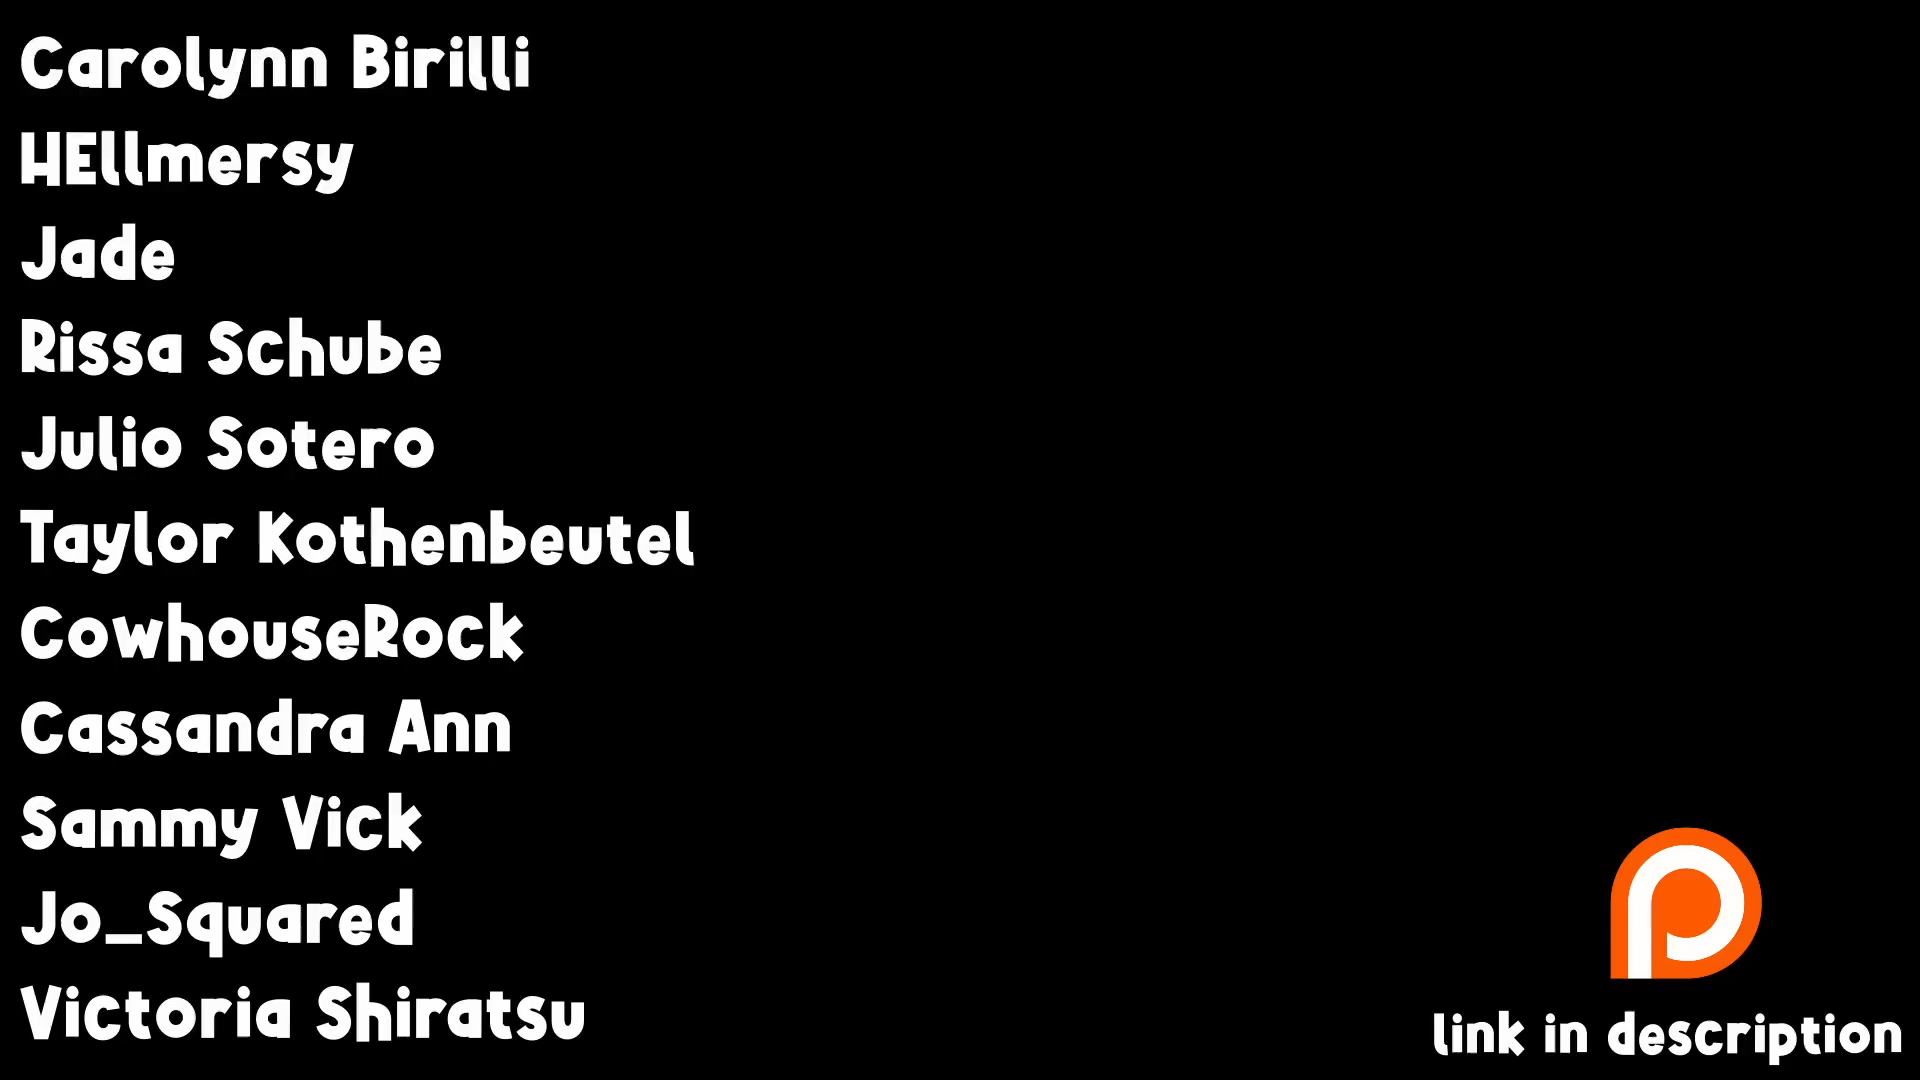 Carolynn Birilli
HEllmersy
Jade
Rissa Schube
Julio Sotero
Taylor Kothenbeutel
CowhouseRock
Cassandra Ann
Sammy Vick
Jo_Squared
Victoria Shiratsu
link in description